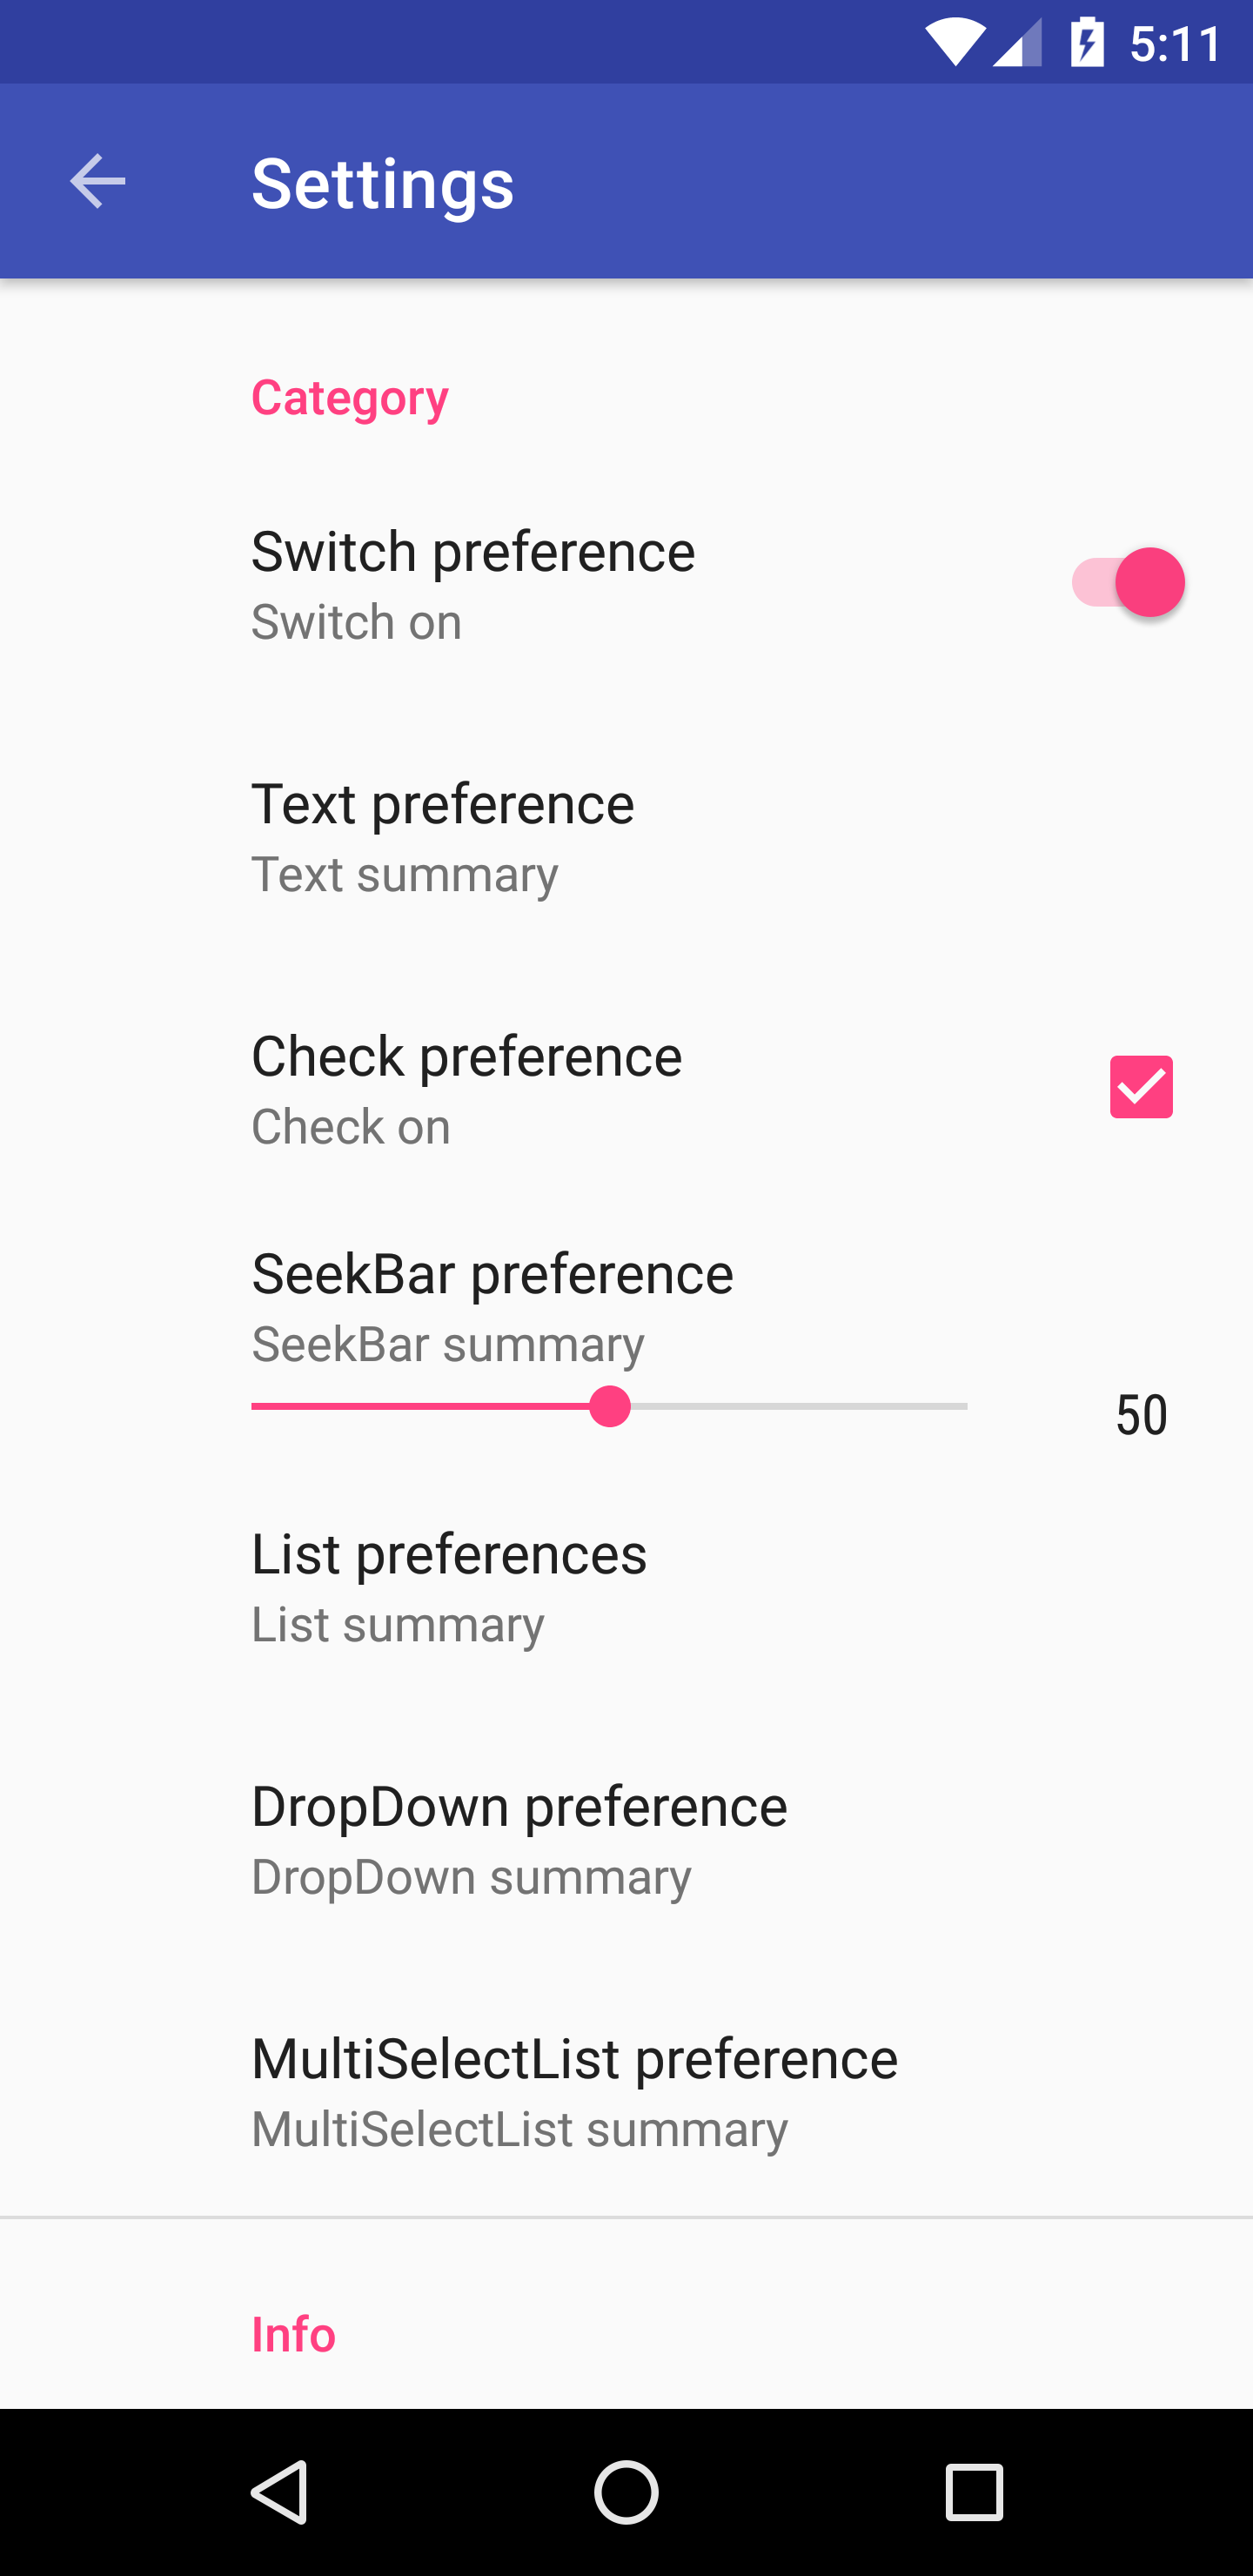 5:11
Settings
Category
Switch preference
Switch on
Text preference
Text summary
Check preference
Check on
SeekBar preference
SeekBar summary
50
List preferences
List summary
DropDown preference
DropDown summary
MultiSelectList preference
MultiSelectList summary
Info